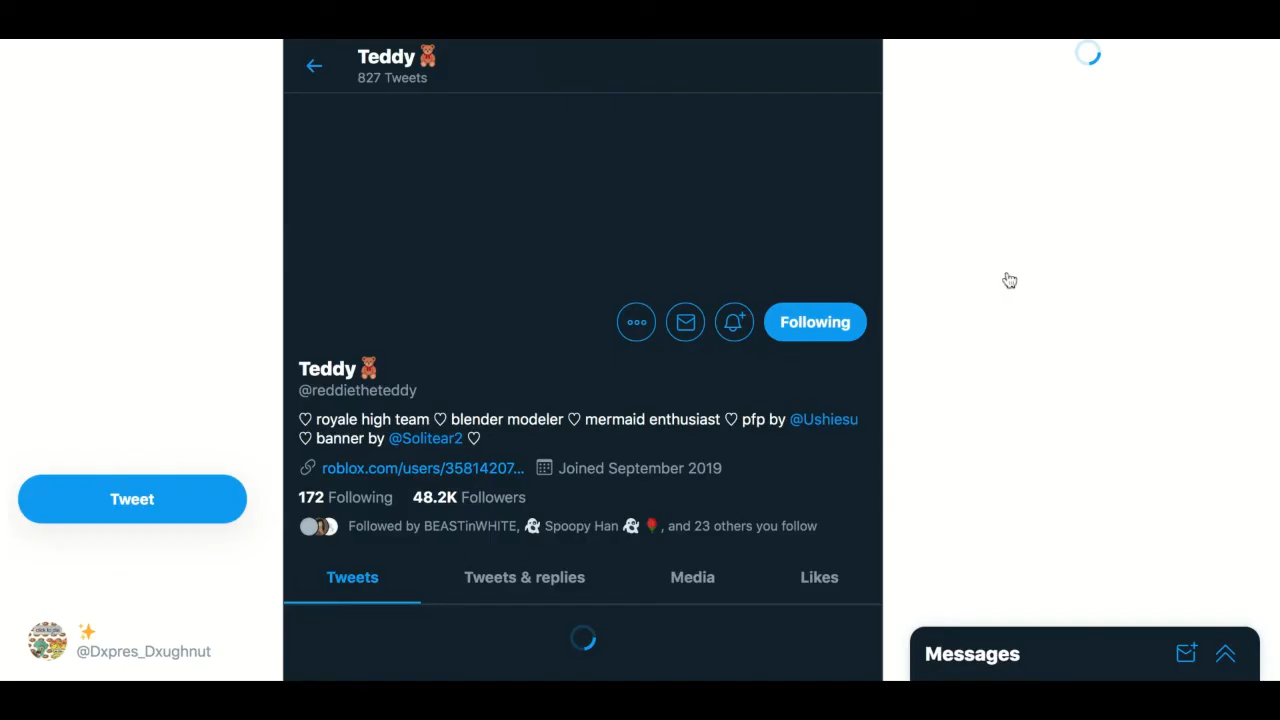 Teddy🧸
827 Tweets
Following
Teddy🧸
@reddietheteddy
♡ royale high team ♡ blender modeler ♡ mermaid enthusiast ♡ pfp by @Ushiesu
♡ banner by @Solitear2 ♡
roblox.com/users/35814207... Joined September 2019
172 Following 48.2K Followers
Followed by BEASTinWHITE, 👻 Spoopy Han 👻🌹, and 23 others you follow
Tweets Tweets & replies Media Likes
Tweet
✨
@Dxpres_Dxughnut
Messages